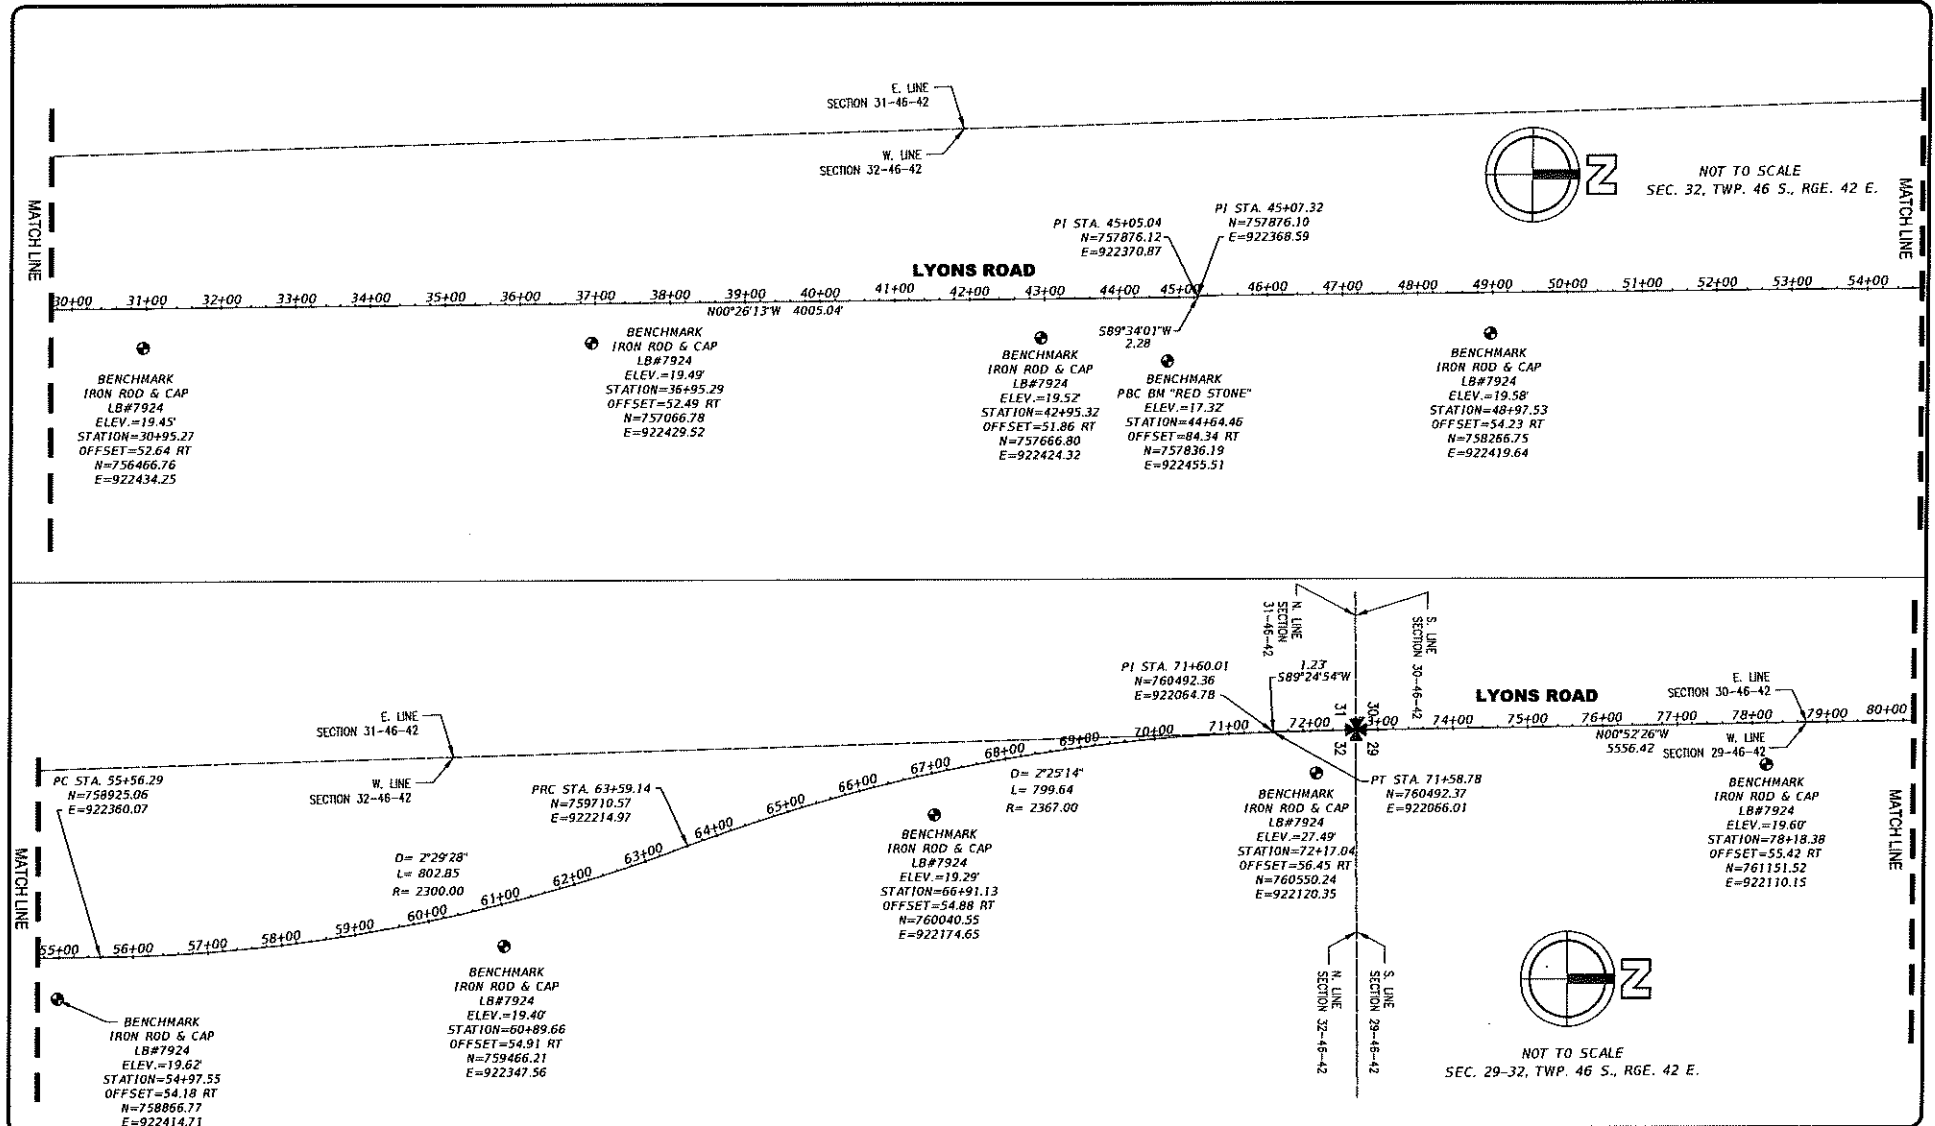 E. LINE
SECTION 31-46-42
W. LINE
SECTION 32-46-42
MATCH LINE
MATCH LINE
N
NOT TO SCALE
SEC. 32, TWP. 46 S., RGE. 42 E.
PI STA. 45+05.04
N=757876.12
E=922370.87
PI STA. 45+07.32
N=757876.10
E=922368.59
LYONS ROAD
30+00 31+00 32+00 33+00 34+00 35+00 36+00 37+00 38+00 39+00 40+00 41+00 42+00 43+00 44+00 45+00 46+00 47+00 48+00 49+00 50+00 51+00 52+00 53+00 54+00
N00°26'13"W 4005.04'
S89°34'01"W
2.28
BENCHMARK
IRON ROD & CAP
LB#7924
ELEV.=19.45'
STATION=30+95.27
OFFSET=52.64 RT
N=756466.76
E=922434.25
BENCHMARK
IRON ROD & CAP
LB#7924
ELEV.=19.49'
STATION=36+95.29
OFFSET=52.49 RT
N=757066.78
E=922429.52
BENCHMARK
IRON ROD & CAP
LB#7924
ELEV.=19.52'
STATION=42+95.32
OFFSET=51.86 RT
N=757666.80
E=922424.32
BENCHMARK
PBC BM "RED STONE"
ELEV.=17.32'
STATION=44+64.46
OFFSET=84.34 RT
N=757836.19
E=922455.51
BENCHMARK
IRON ROD & CAP
LB#7924
ELEV.=19.58'
STATION=48+97.53
OFFSET=54.23 RT
N=758266.75
E=922419.64
N. LINE
SECTION
31-46-42
S. LINE
SECTION 30-46-42
PI STA. 71+60.01
N=760492.36
E=922064.78
1.23'
S89°24'54"W
LYONS ROAD
E. LINE
SECTION 30-46-42
W. LINE
SECTION 29-46-42
E. LINE
SECTION 31-46-42
W. LINE
SECTION 32-46-42
31 30
32 29
PC STA. 55+56.29
N=758925.06
E=922360.07
PRC STA. 63+59.14
N=759710.57
E=922214.97
D= 2°25'14"
L= 799.64
R= 2367.00
D= 2°29'28"
L= 802.85
R= 2300.00
PT STA. 71+58.78
N=760492.37
E=922066.01
N00°52'26"W
5556.42
55+00 56+00 57+00 58+00 59+00 60+00 61+00 62+00 63+00 64+00 65+00 66+00 67+00 68+00 69+00 70+00 71+00 72+00 73+00 74+00 75+00 76+00 77+00 78+00 79+00 80+00
MATCH LINE
MATCH LINE
BENCHMARK
IRON ROD & CAP
LB#7924
ELEV.=19.62'
STATION=54+97.55
OFFSET=54.18 RT
N=758866.77
E=922414.71
BENCHMARK
IRON ROD & CAP
LB#7924
ELEV.=19.40'
STATION=60+89.66
OFFSET=54.91 RT
N=759466.21
E=922347.56
BENCHMARK
IRON ROD & CAP
LB#7924
ELEV.=19.29'
STATION=66+91.13
OFFSET=54.88 RT
N=760040.55
E=922174.65
BENCHMARK
IRON ROD & CAP
LB#7924
ELEV.=27.49'
STATION=72+17.04
OFFSET=56.45 RT
N=760550.24
E=922120.35
BENCHMARK
IRON ROD & CAP
LB#7924
ELEV.=19.60'
STATION=78+18.38
OFFSET=55.42 RT
N=761151.52
E=922110.15
N. LINE
SECTION 32-46-42
S. LINE
SECTION 29-46-42
N
NOT TO SCALE
SEC. 29-32, TWP. 46 S., RGE. 42 E.